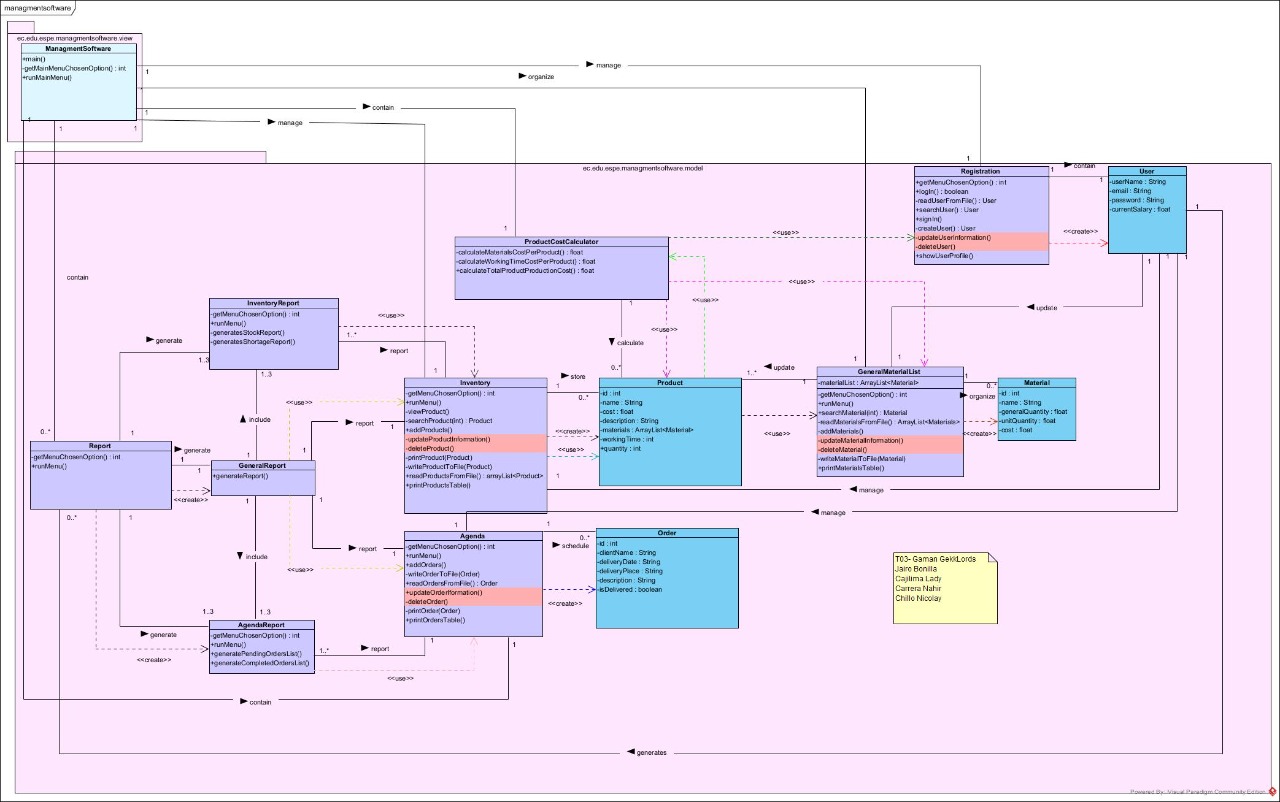 managmentsoftware
ec.edu.espe.managmentsoftware.view
ManagmentSoftware
+main()
-getMainMenuChosenOption() : int
+runMainMenu()
1
manage
organize
1
contain
manage
1
1
1
ec.edu.espe.managmentsoftware.model
1
Registration
+getMenuChosenOption() : int
+logIn() : boolean
-readUserFromFile() : User
+searchUser() : User
+signIn()
-createUser() : User
-updateUserInformation()
-deleteUser()
+showUserProfile()
1
contain
1
<<create>>
User
-userName : String
-email : String
-password : String
-currentSalary : float
1
1
1
1
1
update
1
ProductCostCalculator
-calculateMaterialsCostPerProduct() : float
-calculateWorkingTimeCostPerProduct() : float
+calculateTotalProductProductionCost() : float
<<use>>
<<use>>
<<use>>
<<use>>
1
calculate
0..*
contain
InventoryReport
-getMenuChosenOption() : int
+runMenu()
-generatesStockReport()
-generatesShortageReport()
<<use>>
1..*
report
1
generate
1..3
1..3
include
<<use>>
report
1
Inventory
-getMenuChosenOption() : int
+runMenu()
-viewProduct()
-searchProduct(int) : Product
+addProducts()
-updateProductInformation()
-deleteProduct()
-printProduct(Product)
-writeProductToFile(Product)
+readProductsFromFile() : arrayList<Product>
+printProductsTable()
1
store
0..*
<<create>>
<<use>>
1
Product
-id : int
-name : String
-cost : float
-description : String
-materials : ArrayList<Material>
-workingTime : int
+quantity : int
1..*
update
1
<<use>>
1
1
GeneralMaterialList
-materialList : ArrayList<Material>
-getMenuChosenOption() : int
+runMenu()
+searchMaterial(int) : Material
-readMaterialsFromFile() : ArrayList<Materials>
-addMaterials()
-updateMaterialInformation()
-deleteMaterial()
-writeMaterialToFile(Material)
+printMaterialsTable()
1
0..*
organize
<<create>>
Material
-id : int
-name : String
-generalQuantity : float
-unitQuantity : float
-cost : float
0..*
1
Report
-getMenuChosenOption() : int
+runMenu()
generate
1
1
<<create>>
1
GeneralReport
+generateReport()
1
1
1
1
0..*
1
manage
manage
include
report
1
<<use>>
1..3
1..3
generate
<<create>>
AgendaReport
-getMenuChosenOption() : int
+runMenu()
+generatePendingOrdersList()
+generateCompletedOrdersList()
1..*
report
<<use>>
1
Agenda
-getMenuChosenOption() : int
+runMenu()
+addOrders()
-writeOrderToFile(Order)
+readOrdersFromFile() : Order
+updateOrderIformation()
-deleteOrder()
-printOrder(Order)
+printOrdersTable()
1
0..*
schedule
<<create>>
1
1
Order
-id : int
-clientName : String
-deliveryDate : String
-deliveryPlace : String
-description : String
-isDelivered : boolean
T03- Gaman GekkLords
Jairo Bonilla
Cajilima Lady
Carrera Nahir
Chillo Nicolay
contain
generates
Powered By: Visual Paradigm Community Edition